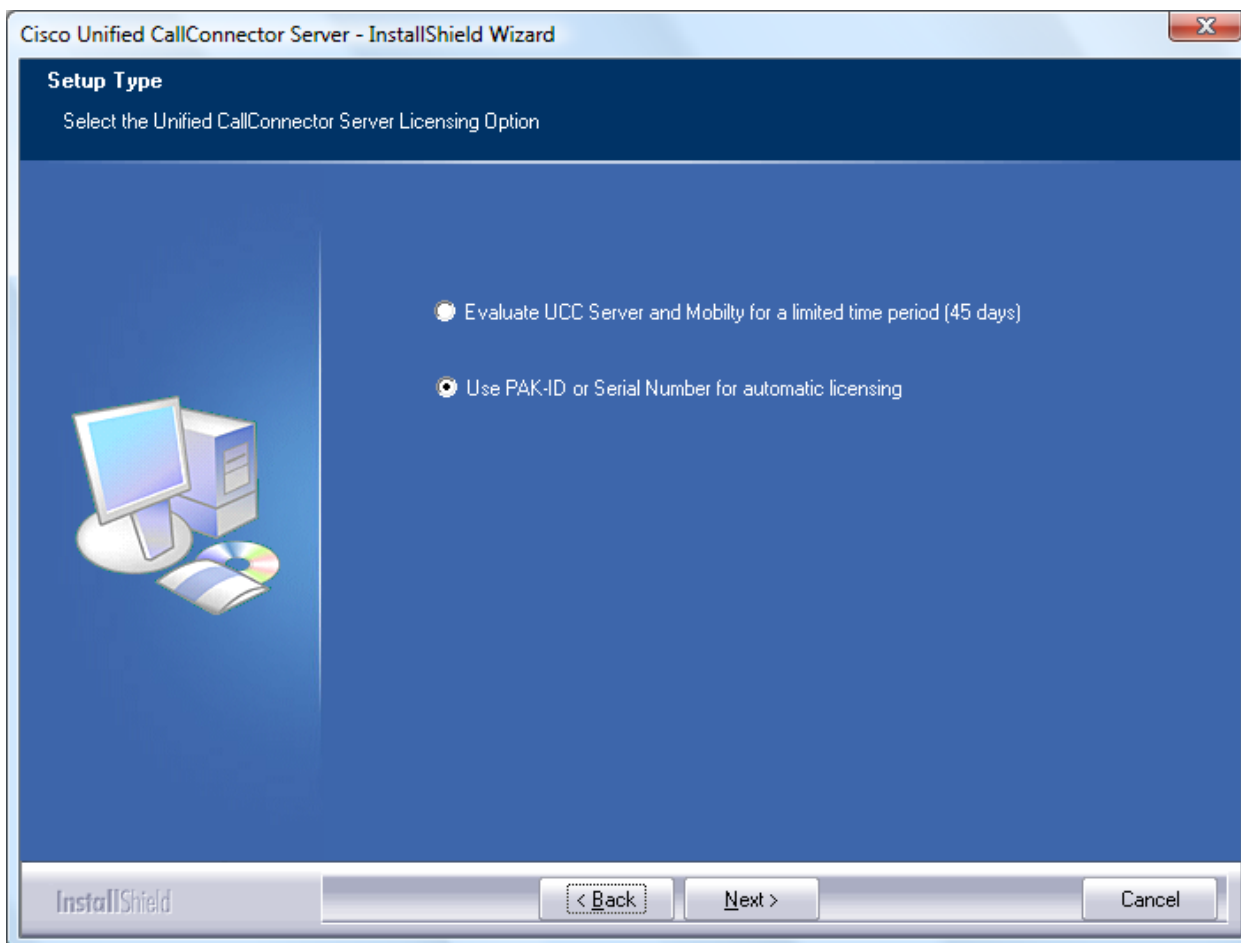 Cisco Unified CallConnector Server - InstallShield Wizard
Setup Type
Select the Unified CallConnector Server Licensing Option
Evaluate UCC Server and Mobilty for a limited time period (45 days)
Use PAK-ID or Serial Number for automatic licensing
InstallShield
< Back
Next >
Cancel